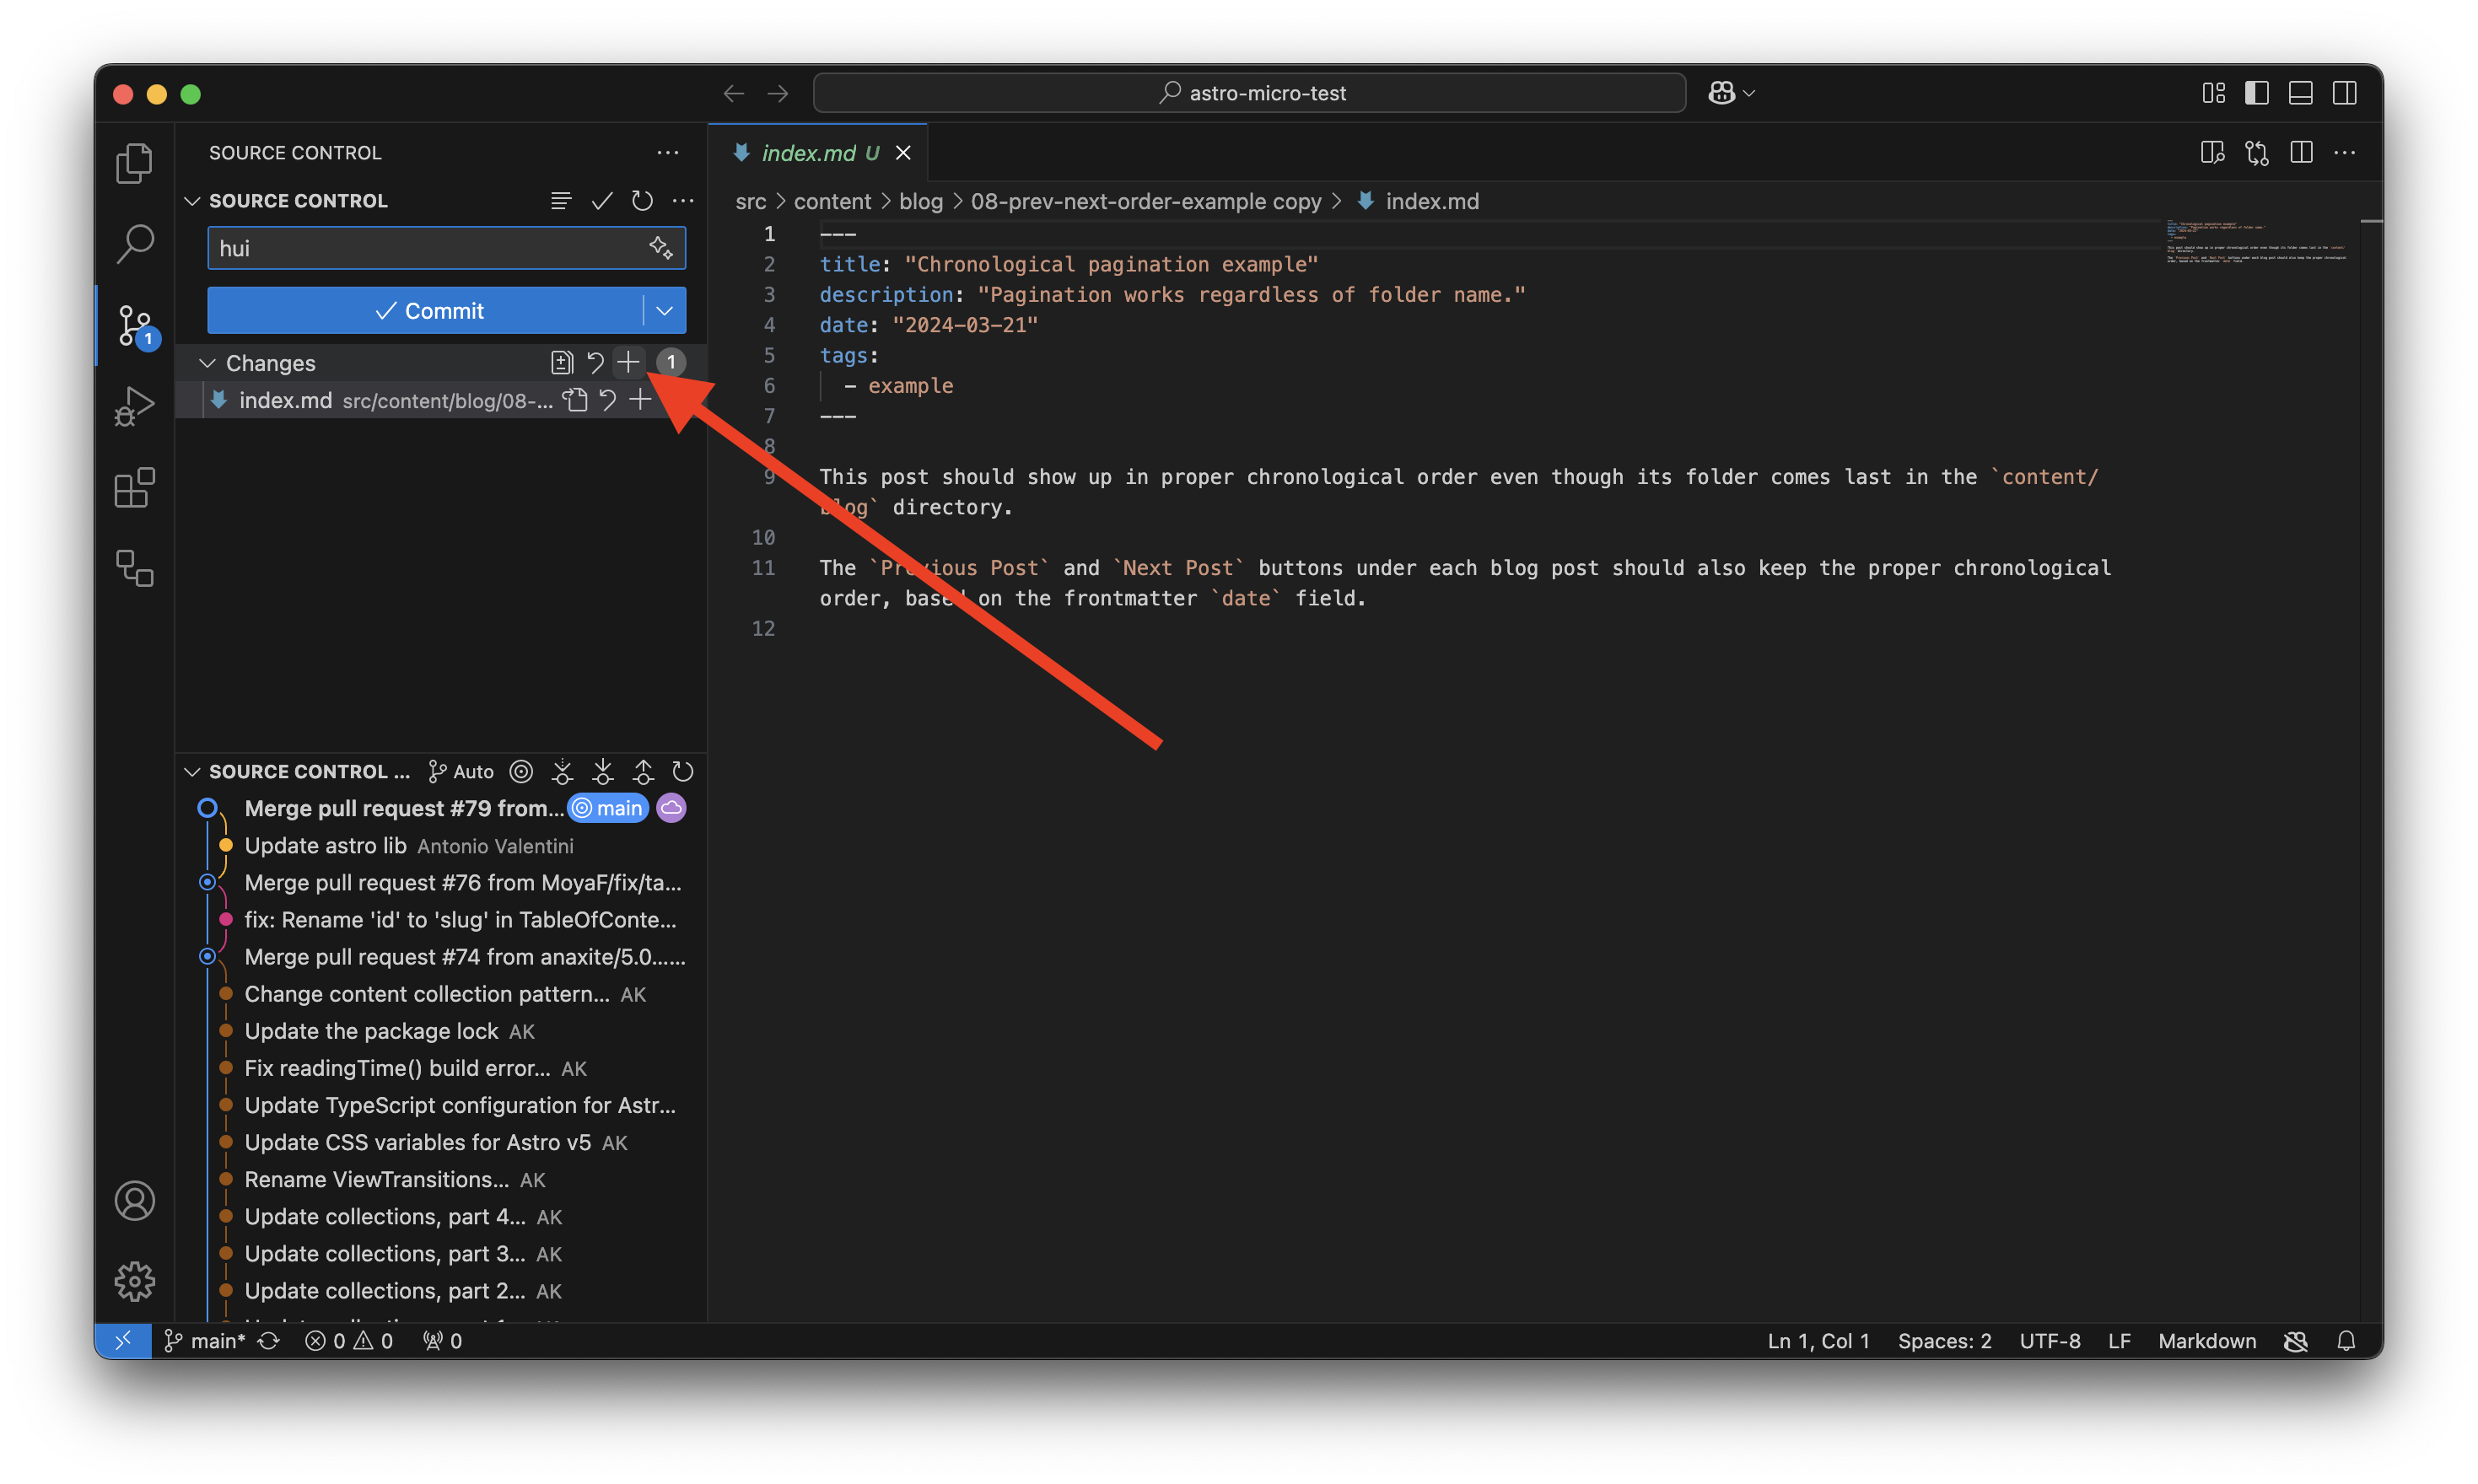 astro-micro-test
SOURCE CONTROL
SOURCE CONTROL
hui
Commit
Changes 1
index.md src/content/blog/08-...
1
SOURCE CONTROL ... Auto
Merge pull request #79 from... main
Update astro lib Antonio Valentini
Merge pull request #76 from MoyaF/fix/ta...
fix: Rename 'id' to 'slug' in TableOfConte...
Merge pull request #74 from anaxite/5.0......
Change content collection pattern... AK
Update the package lock AK
Fix readingTime() build error... AK
Update TypeScript configuration for Astr...
Update CSS variables for Astro v5 AK
Rename ViewTransitions... AK
Update collections, part 4... AK
Update collections, part 3... AK
Update collections, part 2... AK
index.md U
src > content > blog > 08-prev-next-order-example copy > index.md
1 ---
2 title: "Chronological pagination example"
3 description: "Pagination works regardless of folder name."
4 date: "2024-03-21"
5 tags:
6 - example
7 ---
8
9 This post should show up in proper chronological order even though its folder comes last in the `content/
blog` directory.
10
11 The `Previous Post` and `Next Post` buttons under each blog post should also keep the proper chronological
order, based on the frontmatter `date` field.
12
main* 0 0 0
Ln 1, Col 1 Spaces: 2 UTF-8 LF Markdown